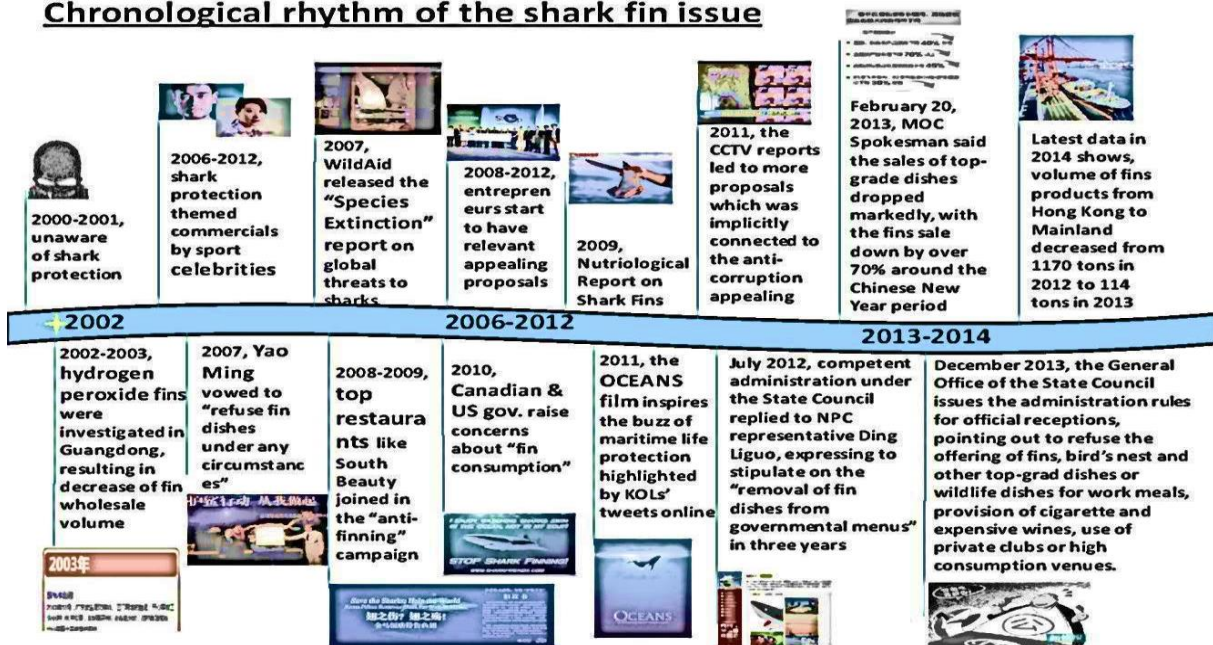 Chronological rhythm of the shark fin issue
2000-2001,
unaware
of shark
protection
2006-2012,
shark
protection
themed
commercials
by sport
celebrities
2007,
WildAid
released the
“Species
Extinction”
report on
global
threats to
sharks
2008-2012,
entrepren
eurs start
to have
relevant
appealing
proposals
2009,
Nutriological
Report on
Shark Fins
2011, the
CCTV reports
led to more
proposals
which was
implicitly
connected to
the anti-
corruption
appealing
February 20,
2013, MOC
Spokesman said
the sales of top-
grade dishes
dropped
markedly, with
the fins sale
down by over
70% around the
Chinese New
Year period
Latest data in
2014 shows,
volume of fins
products from
Hong Kong to
Mainland
decreased from
1170 tons in
2012 to 114
tons in 2013
2002
2006-2012
2013-2014
2002-2003,
hydrogen
peroxide fins
were
investigated in
Guangdong,
resulting in
decrease of fin
wholesale
volume
2003年
2007, Yao
Ming
vowed to
“refuse fin
dishes
under any
circumstanc
es”
2008-2009,
top
restaura
nts like
South
Beauty
joined in
the “anti-
finning”
campaign
Save the Sharks, Help the World
2010,
Canadian &
US gov. raise
concerns
about “fin
consumption”
STOP SHARK FINNING!
2011, the
OCEANS
film inspires
the buzz of
maritime life
protection
highlighted
by KOLs’
tweets online
OCEANS
July 2012, competent
administration under
the State Council
replied to NPC
representative Ding
Liguo, expressing to
stipulate on the
“removal of fin
dishes from
governmental menus”
in three years
December 2013, the General
Office of the State Council
issues the administration rules
for official receptions,
pointing out to refuse the
offering of fins, bird’s nest and
other top-grad dishes or
wildlife dishes for work meals,
provision of cigarette and
expensive wines, use of
private clubs or high
consumption venues.